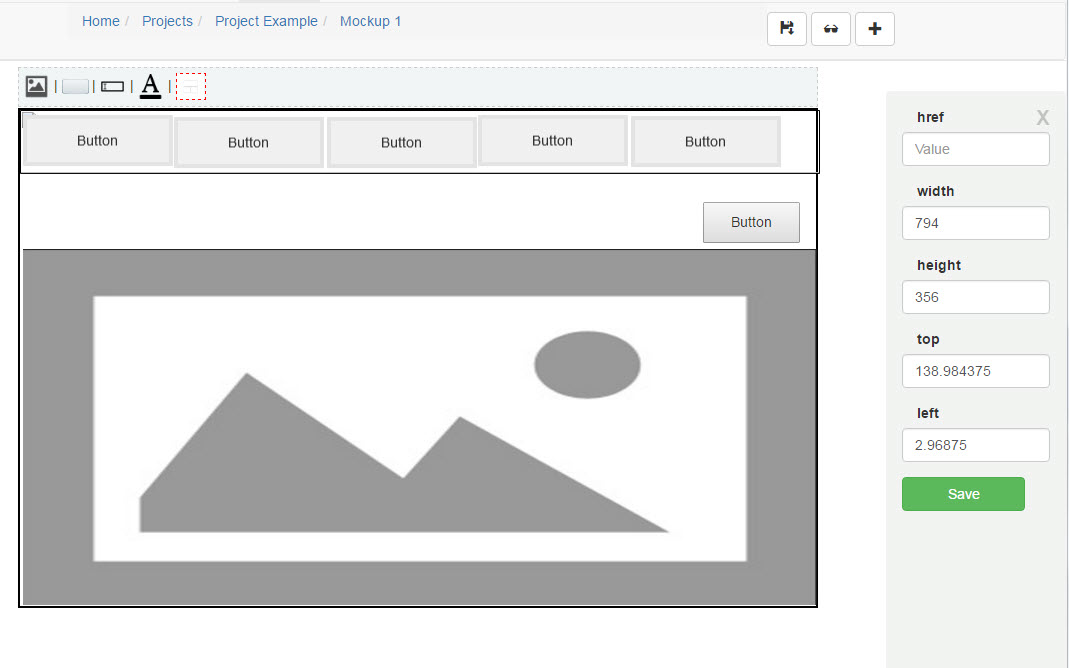 Home / Projects / Project Example / Mockup 1
| | | A |
Button Button Button Button Button
Button
href X
Value
width
794
height
356
top
138.984375
left
2.96875
Save